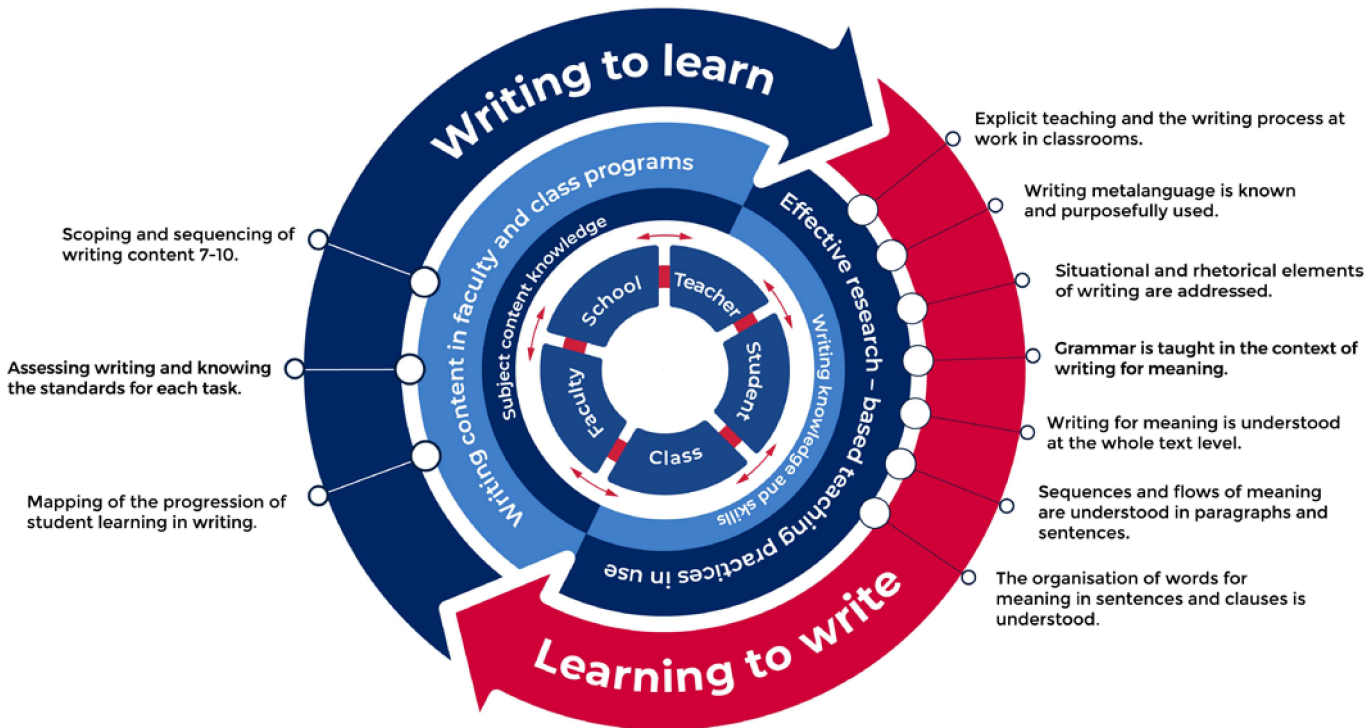 Writing to learn
Scoping and sequencing of
writing content 7-10.
Assessing writing and knowing
the standards for each task.
Mapping of the progression of
student learning in writing.
Writing content in faculty and class programs
Subject content knowledge
School
Teacher
Student
Class
Faculty
Writing knowledge and skills
Effective research – based teaching practices in use
Explicit teaching and the writing process at
work in classrooms.
Writing metalanguage is known
and purposefully used.
Situational and rhetorical elements
of writing are addressed.
Grammar is taught in the context of
writing for meaning.
Writing for meaning is understood
at the whole text level.
Sequences and flows of meaning
are understood in paragraphs and
sentences.
The organisation of words for
meaning in sentences and clauses is
understood.
Learning to write